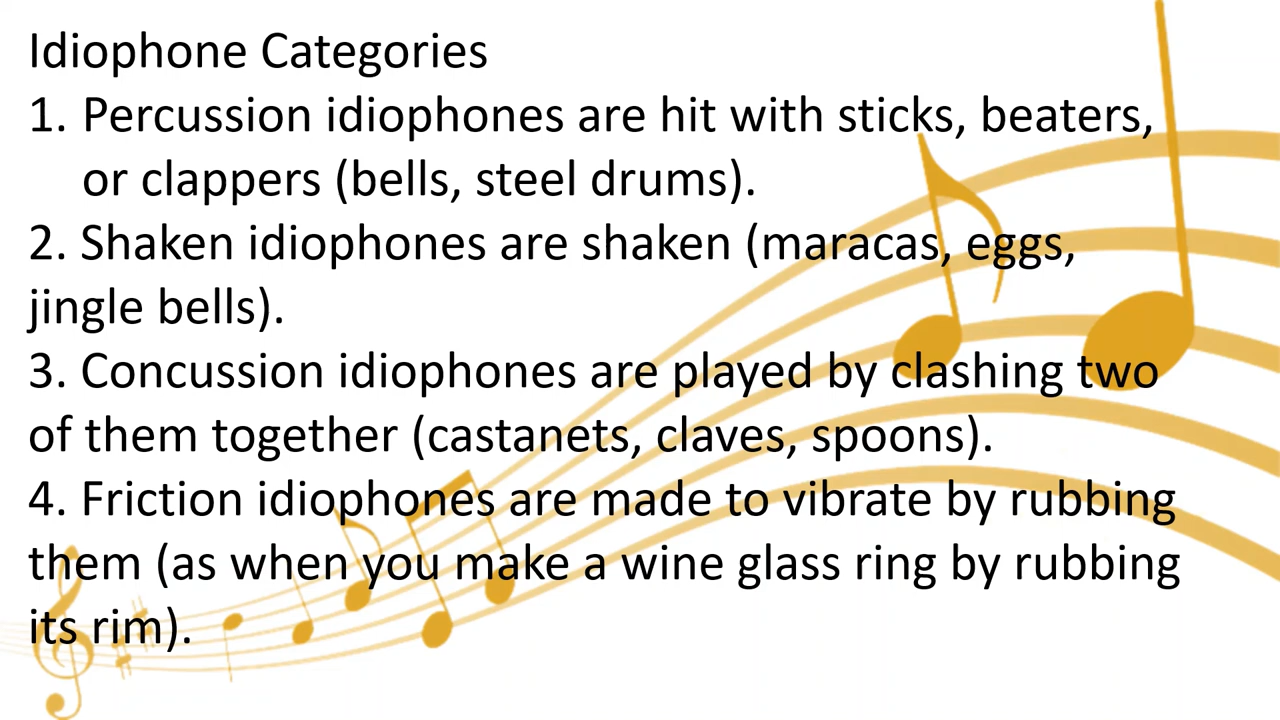 Idiophone Categories
1. Percussion idiophones are hit with sticks, beaters,
or clappers (bells, steel drums).
2. Shaken idiophones are shaken (maracas, eggs,
jingle bells).
3. Concussion idiophones are played by clashing two
of them together (castanets, claves, spoons).
4. Friction idiophones are made to vibrate by rubbing
them (as when you make a wine glass ring by rubbing
its rim).